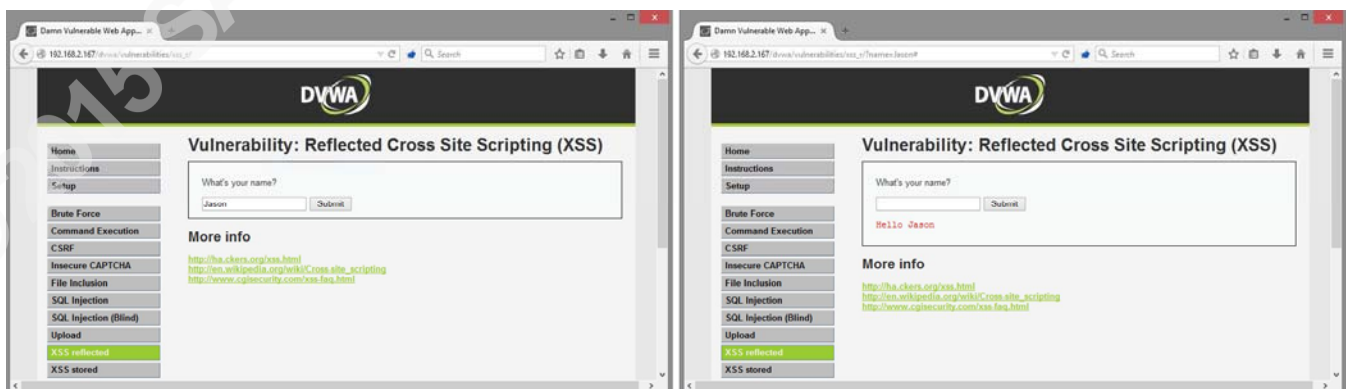 Damn Vulnerable Web App...
192.168.2.167/dvwa/vulnerabilities/xss_r/
Search
DVWA
Home
Instructions
Setup
Brute Force
Command Execution
CSRF
Insecure CAPTCHA
File Inclusion
SQL Injection
SQL Injection (Blind)
Upload
XSS reflected
XSS stored
Vulnerability: Reflected Cross Site Scripting (XSS)
What's your name?
Jason
Submit
More info
http://ha.ckers.org/xss.html
http://en.wikipedia.org/wiki/Cross-site_scripting
http://www.cgisecurity.com/xss-faq.html
Damn Vulnerable Web App...
192.168.2.167/dvwa/vulnerabilities/xss_r/?name=Jason#
Search
DVWA
Home
Instructions
Setup
Brute Force
Command Execution
CSRF
Insecure CAPTCHA
File Inclusion
SQL Injection
SQL Injection (Blind)
Upload
XSS reflected
XSS stored
Vulnerability: Reflected Cross Site Scripting (XSS)
What's your name?
Submit
Hello Jason
More info
http://ha.ckers.org/xss.html
http://en.wikipedia.org/wiki/Cross-site_scripting
http://www.cgisecurity.com/xss-faq.html